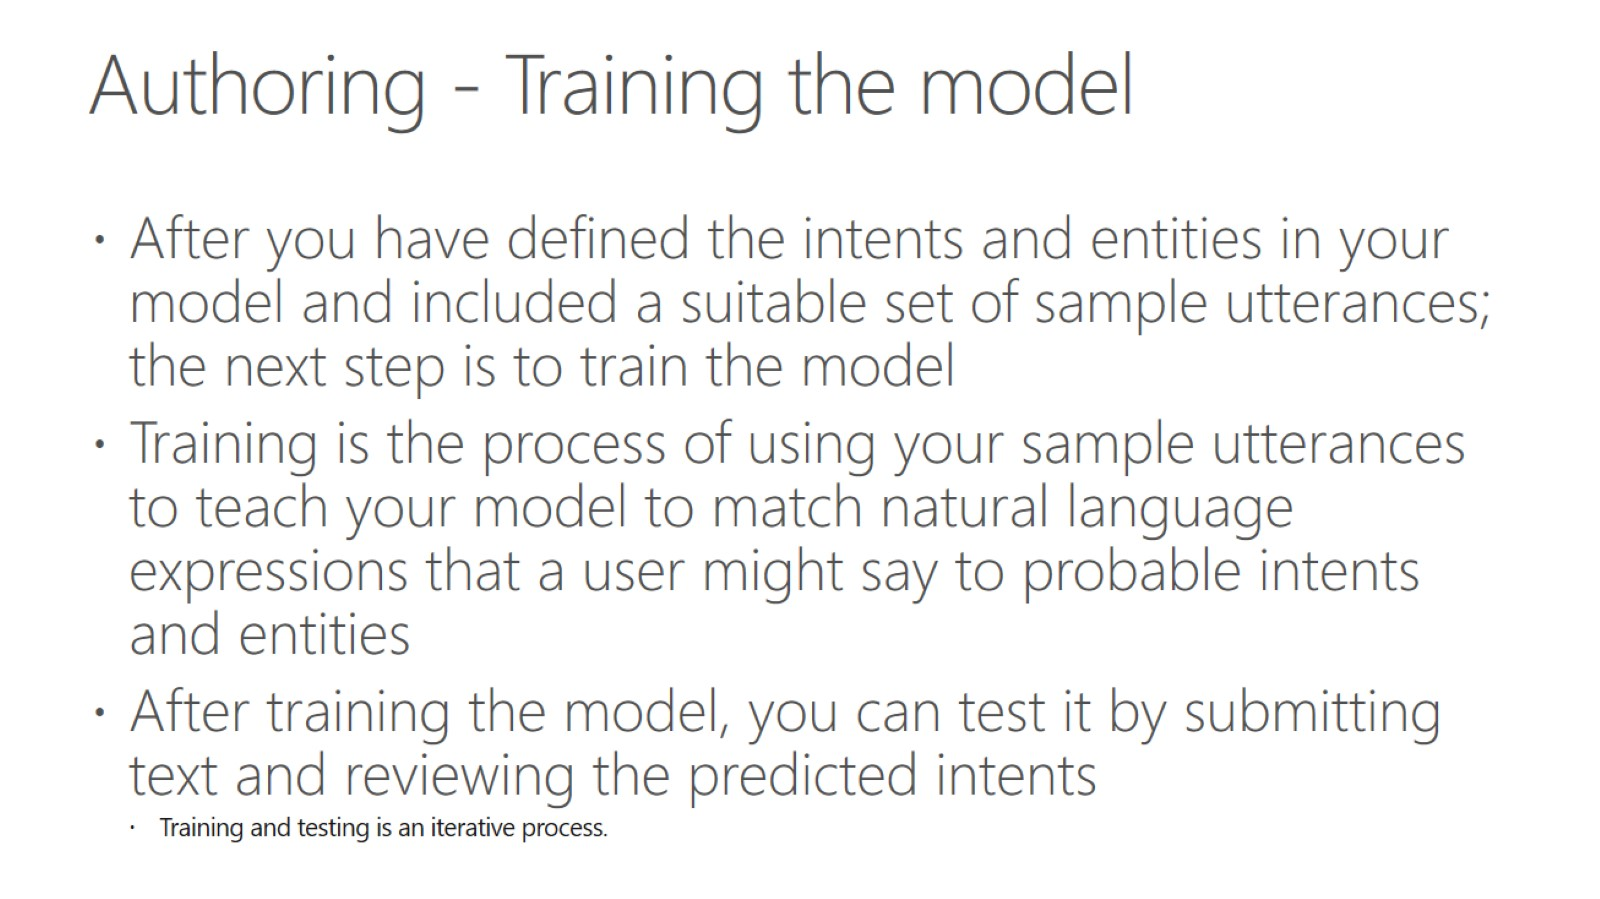 Authoring - Training the model
• After you have defined the intents and entities in your
model and included a suitable set of sample utterances;
the next step is to train the model
• Training is the process of using your sample utterances
to teach your model to match natural language
expressions that a user might say to probable intents
and entities
• After training the model, you can test it by submitting
text and reviewing the predicted intents
• Training and testing is an iterative process.